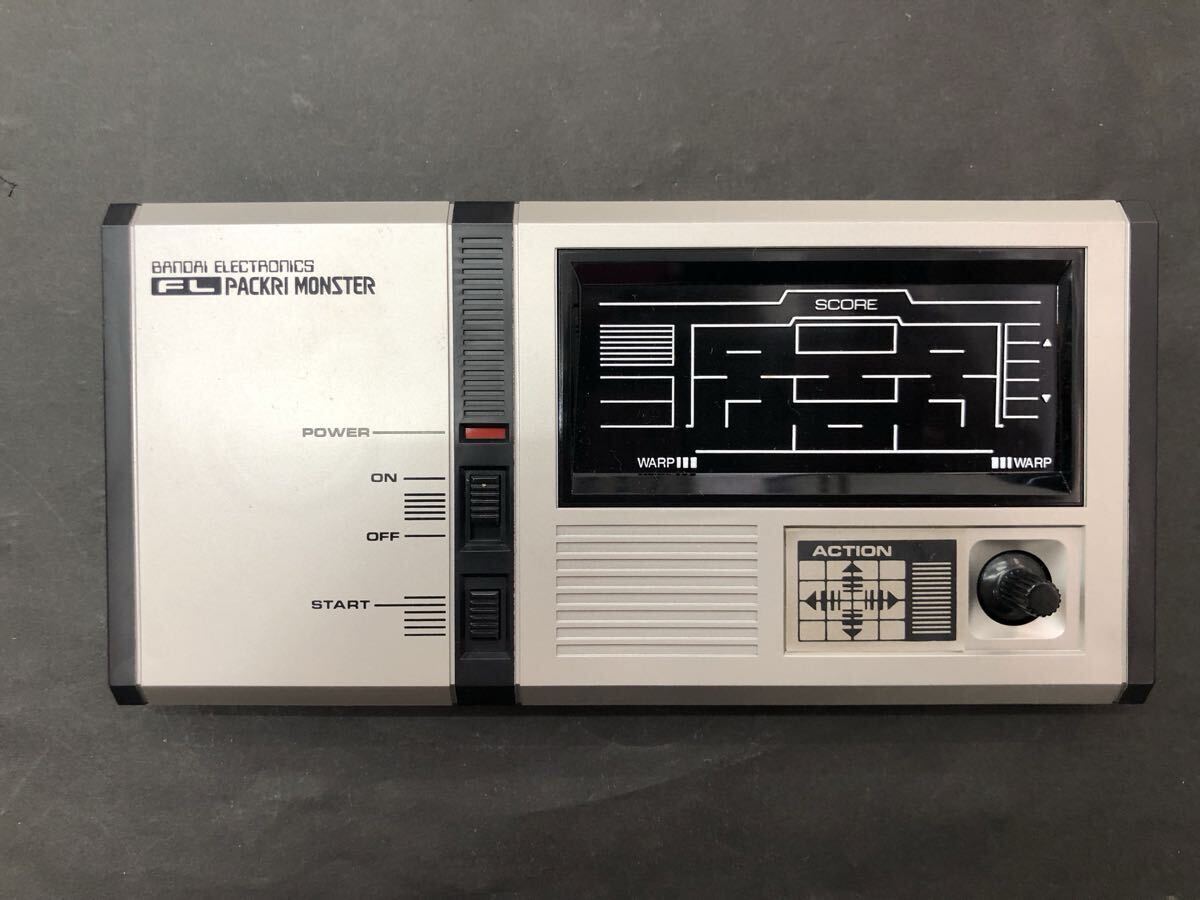 BANDAI ELECTRONICS
FL PACKRI MONSTER
POWER
ON
OFF
START
SCORE
WARP
WARP
ACTION